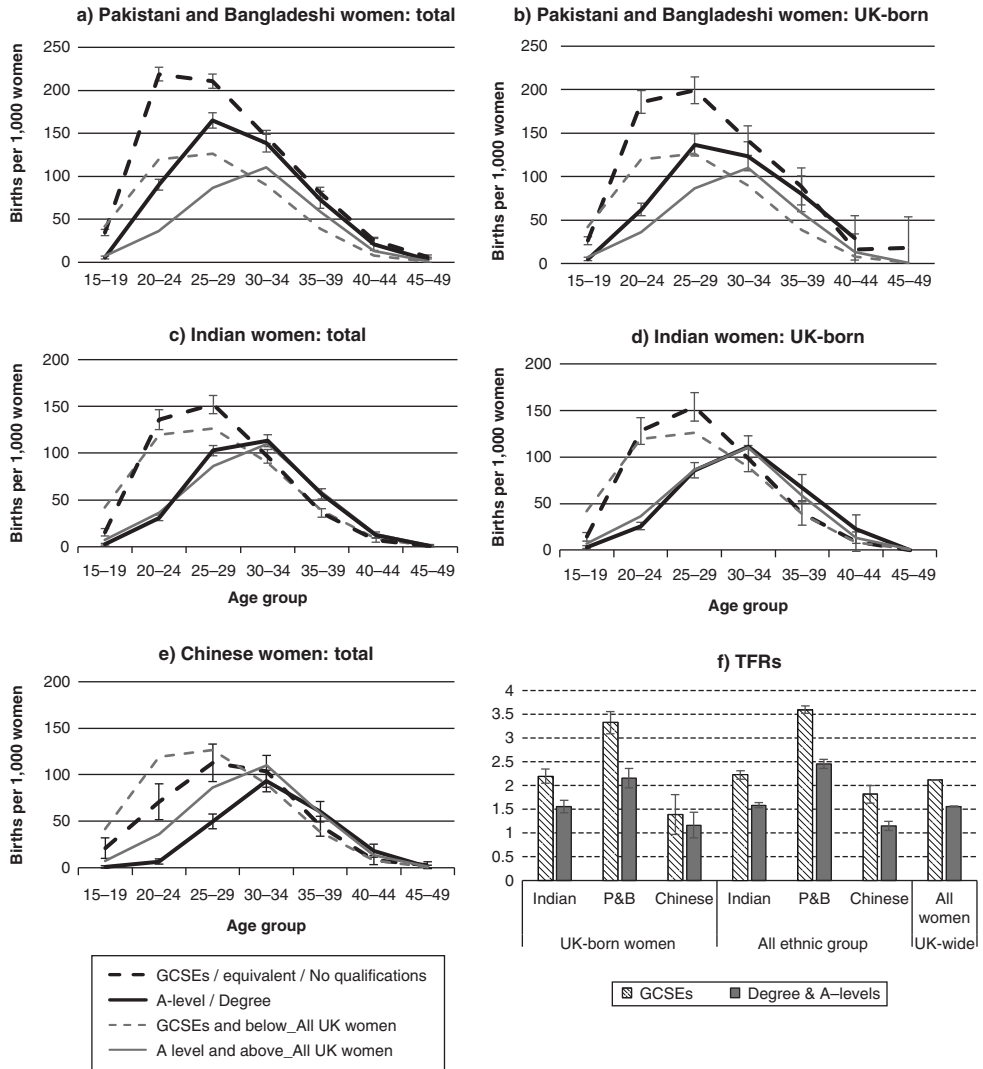 a) Pakistani and Bangladeshi women: total
Births per 1,000 women
250
200
150
100
50
0
15–19 20–24 25–29 30–34 35–39 40–44 45–49
b) Pakistani and Bangladeshi women: UK-born
Births per 1,000 women
250
200
150
100
50
0
15–19 20–24 25–29 30–34 35–39 40–44 45–49
c) Indian women: total
Births per 1,000 women
200
150
100
50
0
15–19 20–24 25–29 30–34 35–39 40–44 45–49
Age group
d) Indian women: UK-born
Births per 1,000 women
200
150
100
50
0
15–19 20–24 25–29 30–34 35–39 40–44 45–49
Age group
e) Chinese women: total
Births per 1,000 women
200
150
100
50
0
15–19 20–24 25–29 30–34 35–39 40–44 45–49
Age group
GCSEs / equivalent / No qualifications
A-level / Degree
GCSEs and below_All UK women
A level and above_All UK women
f) TFRs
4
3.5
3
2.5
2
1.5
1
0.5
0
Indian P&B Chinese Indian P&B Chinese All
women
UK-born women All ethnic group UK-wide
GCSEs Degree & A–levels